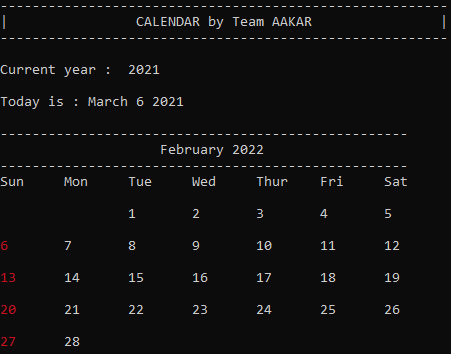 --------------------------------------------------------
|                CALENDAR by Team AAKAR                |
--------------------------------------------------------
Current year :  2021
Today is : March 6 2021
---------------------------------------------------
                    February 2022
---------------------------------------------------
Sun     Mon     Tue     Wed     Thur    Fri     Sat
                1       2       3       4       5
6       7       8       9       10      11      12
13      14      15      16      17      18      19
20      21      22      23      24      25      26
27      28